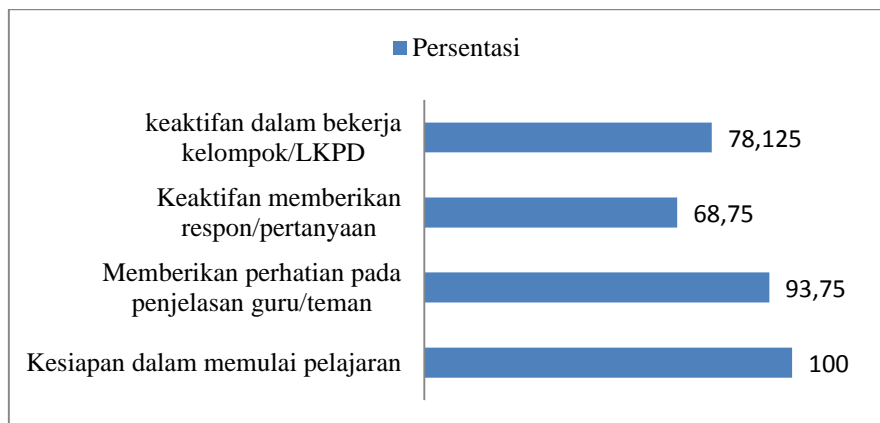 Persentasi
keaktifan dalam bekerja
kelompok/LKPD
78,125
Keaktifan memberikan
respon/pertanyaan
68,75
Memberikan perhatian pada
penjelasan guru/teman
93,75
Kesiapan dalam memulai pelajaran
100